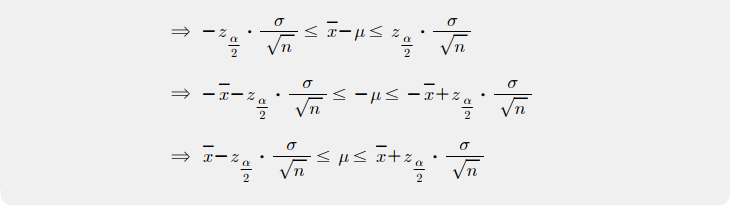 ⇒ −z_{α/2} · σ/√n ≤ x̄−μ ≤ z_{α/2} · σ/√n
⇒ −x̄−z_{α/2} · σ/√n ≤ −μ ≤ −x̄+z_{α/2} · σ/√n
⇒ x̄−z_{α/2} · σ/√n ≤ μ ≤ x̄+z_{α/2} · σ/√n